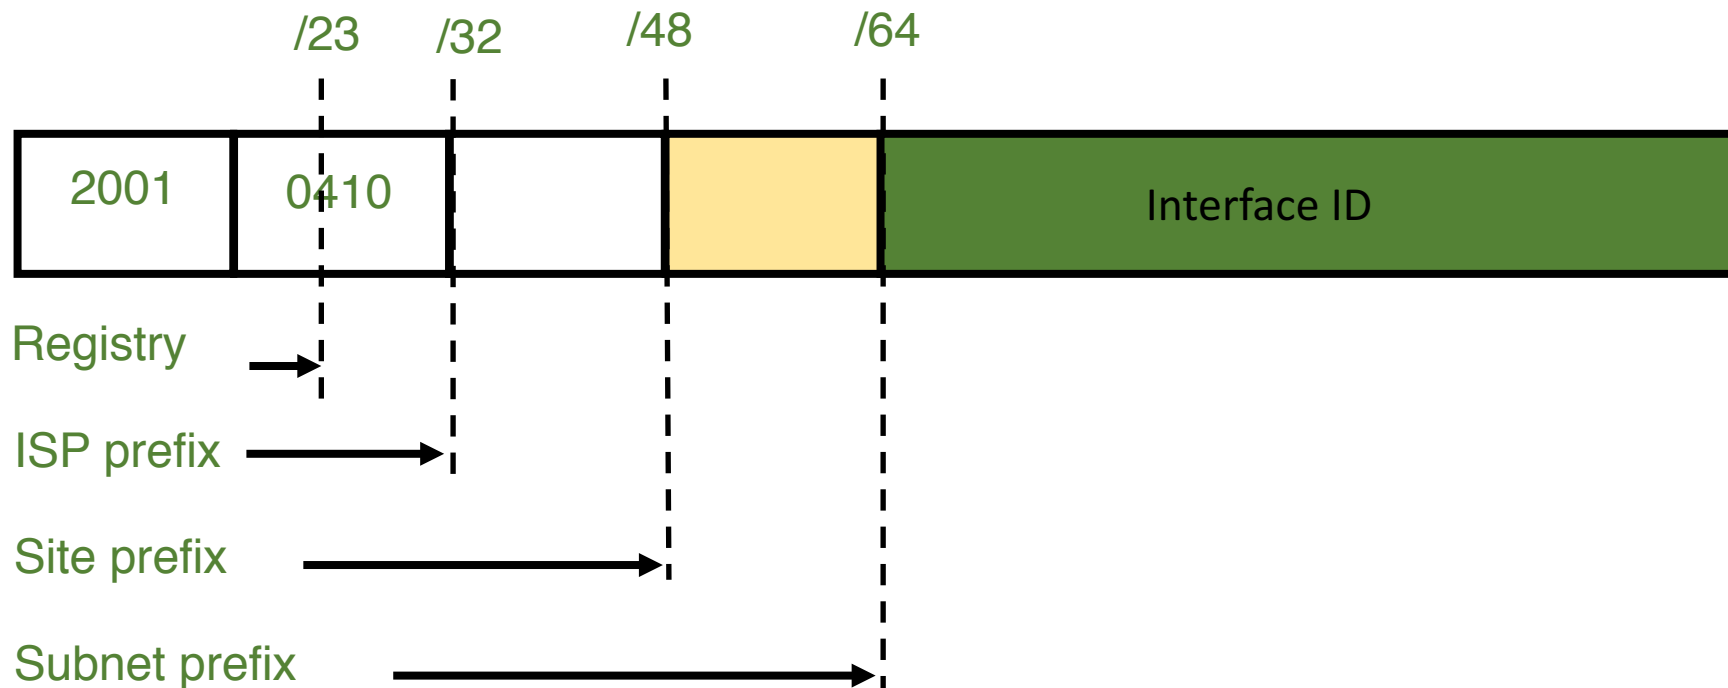 /23 /32 /48 /64
2001 0410 Interface ID
Registry
ISP prefix
Site prefix
Subnet prefix